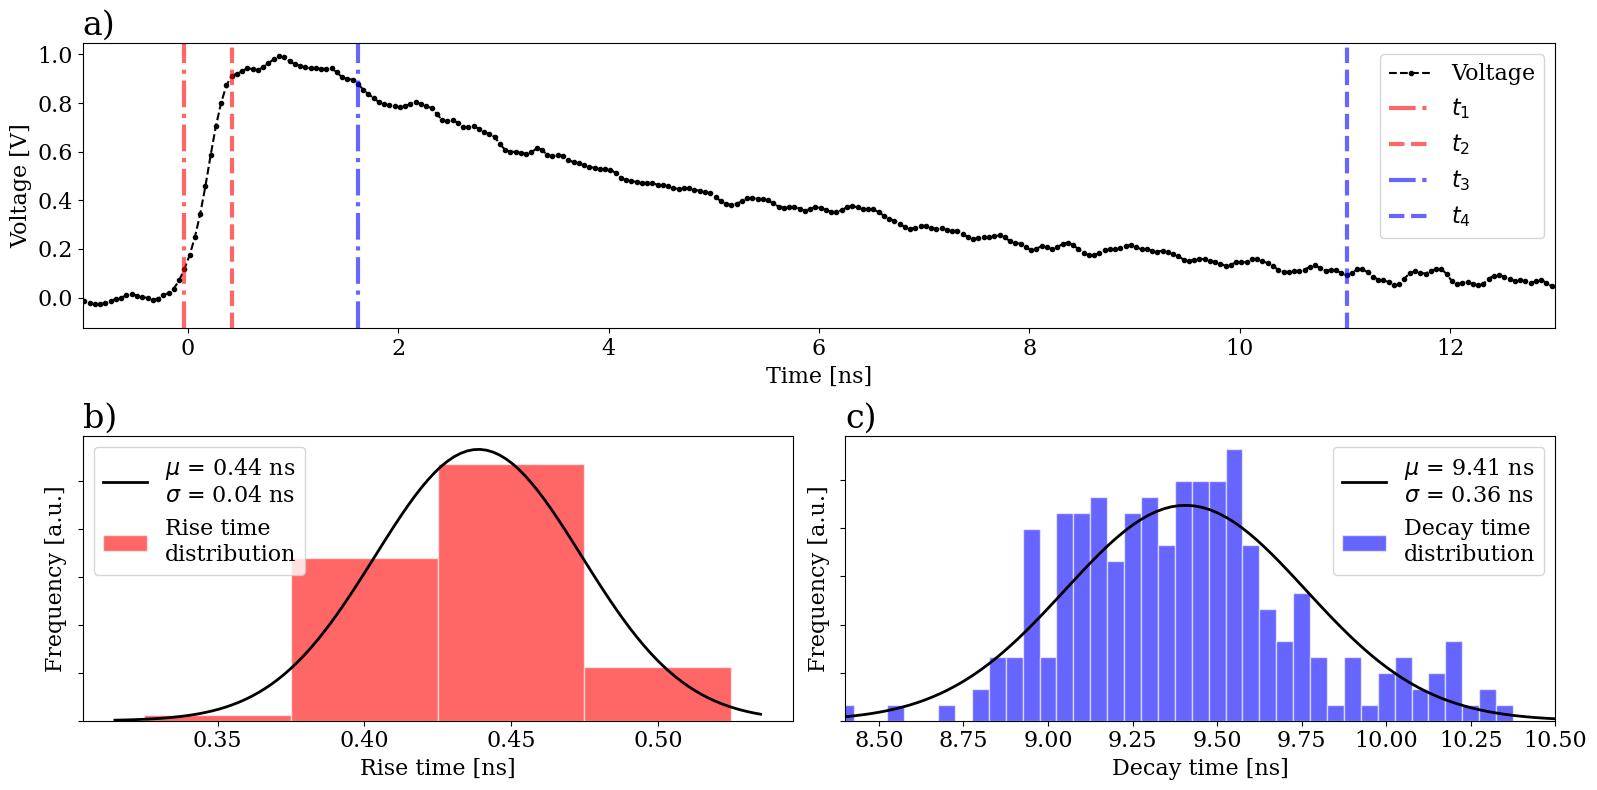 a)
Voltage [V]
1.0
0.8
0.6
0.4
0.2
0.0
Voltage
t₁
t₂
t₃
t₄
0 2 4 6 8 10 12
Time [ns]
b)
Frequency [a.u.]
μ = 0.44 ns
σ = 0.04 ns
Rise time
distribution
0.35 0.40 0.45 0.50
Rise time [ns]
c)
Frequency [a.u.]
μ = 9.41 ns
σ = 0.36 ns
Decay time
distribution
8.50 8.75 9.00 9.25 9.50 9.75 10.00 10.25 10.50
Decay time [ns]